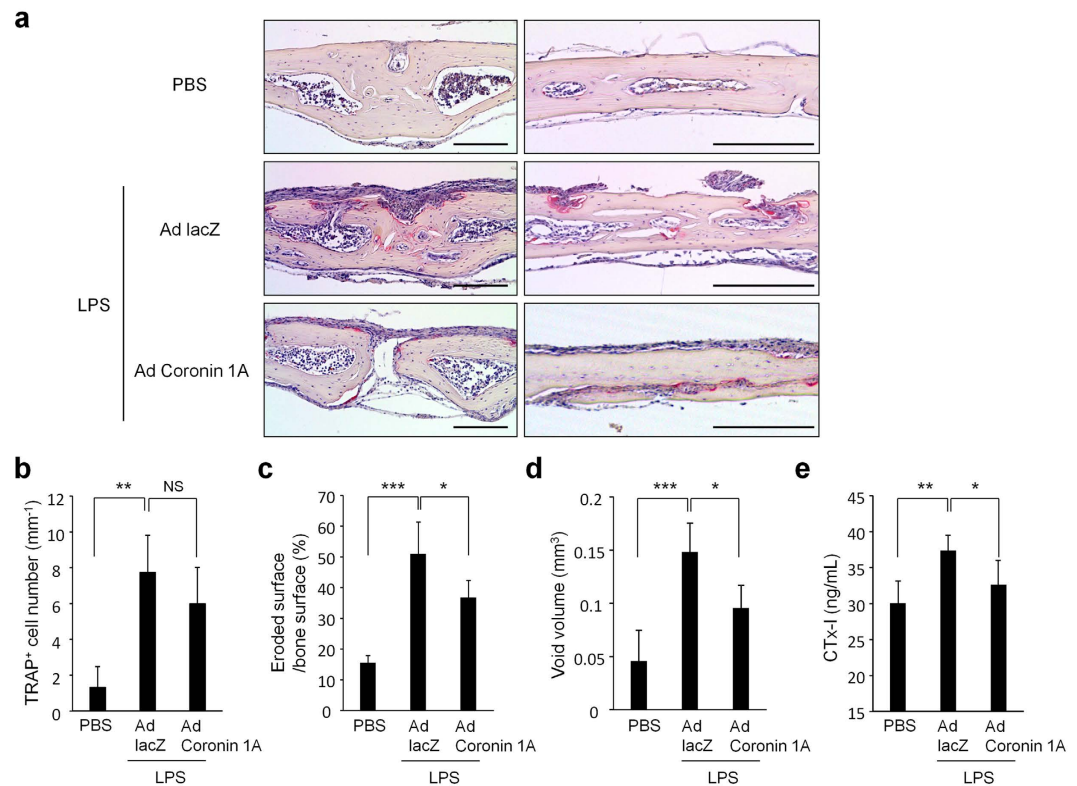 a
PBS
Ad lacZ
LPS
Ad Coronin 1A
b
TRAP⁺ cell number (mm⁻¹)
12
10
8
6
4
2
0
**
NS
PBS
Ad lacZ
Ad Coronin 1A
LPS
c
Eroded surface
/bone surface (%)
70
60
50
40
30
20
10
0
***
*
PBS
Ad lacZ
Ad Coronin 1A
LPS
d
Void volume (mm³)
0.2
0.15
0.1
0.05
0
***
*
PBS
Ad lacZ
Ad Coronin 1A
LPS
e
CTx-I (ng/mL)
45
40
35
30
25
20
15
**
*
PBS
Ad lacZ
Ad Coronin 1A
LPS